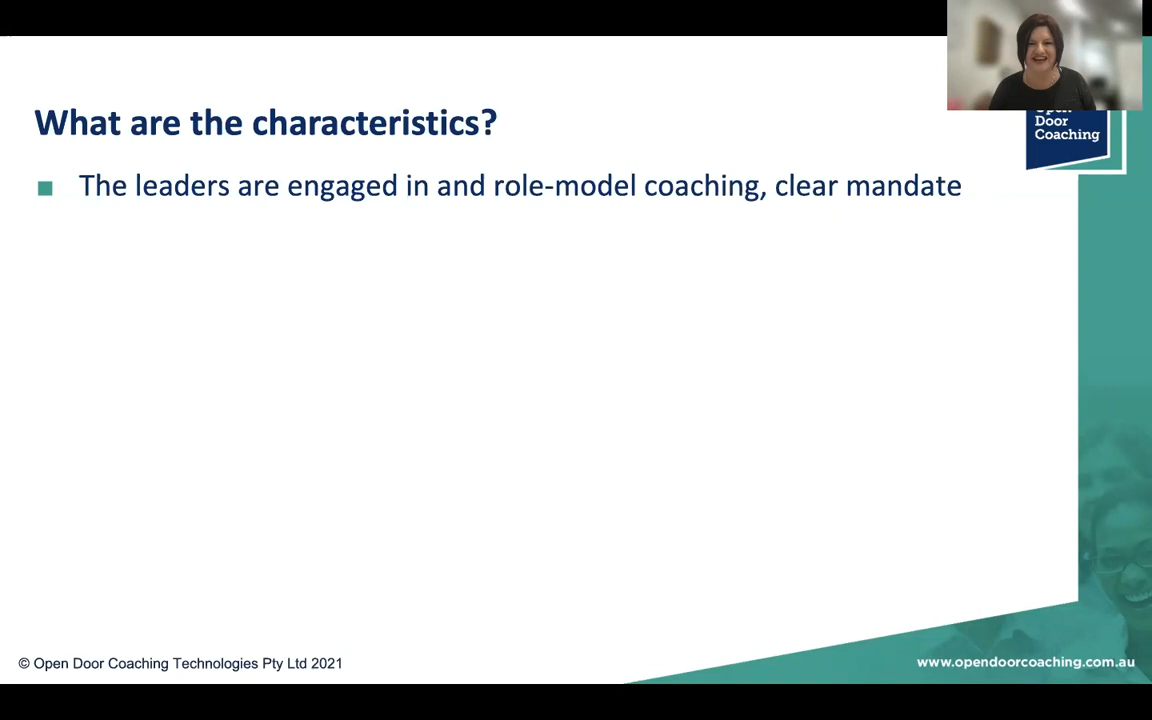 What are the characteristics?
The leaders are engaged in and role-model coaching, clear mandate
Open
Door
Coaching
© Open Door Coaching Technologies Pty Ltd 2021
www.opendoorcoaching.com.au